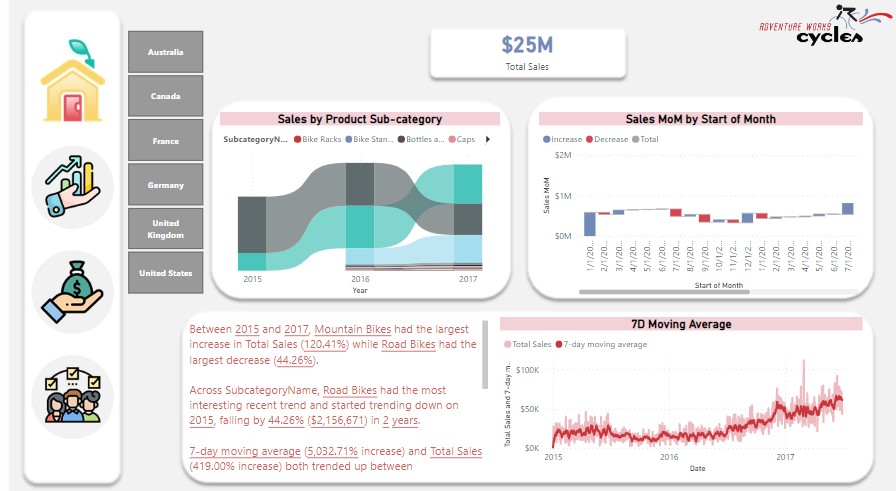 ADVENTURE WORKS
cycles
$25M
Total Sales
Australia
Canada
France
Germany
United
Kingdom
United States
Sales by Product Sub-category
SubcategoryN... Bike Racks Bike Stan... Bottles a... Caps
2015 2016 2017
Year
Sales MoM by Start of Month
Increase Decrease Total
Sales MoM
$2M
$1M
$0M
1/1/20... 2/1/20... 3/1/20... 4/1/20... 5/1/20... 6/1/20... 7/1/20... 8/1/20... 9/1/20... 10/1/2... 11/1/2... 12/1/2... 1/1/20... 2/1/20... 3/1/20... 4/1/20... 5/1/20... 6/1/20... 7/1/20...
Start of Month
Between 2015 and 2017, Mountain Bikes had the largest
increase in Total Sales (120.41%) while Road Bikes had the
largest decrease (44.26%).
Across SubcategoryName, Road Bikes had the most
interesting recent trend and started trending down on
2015, falling by 44.26% ($2,156,671) in 2 years.
7-day moving average (5,032.71% increase) and Total Sales
(419.00% increase) both trended up between
7D Moving Average
Total Sales 7-day moving average
Total Sales and 7-day m...
$100K
$50K
$0K
2015 2016 2017
Date